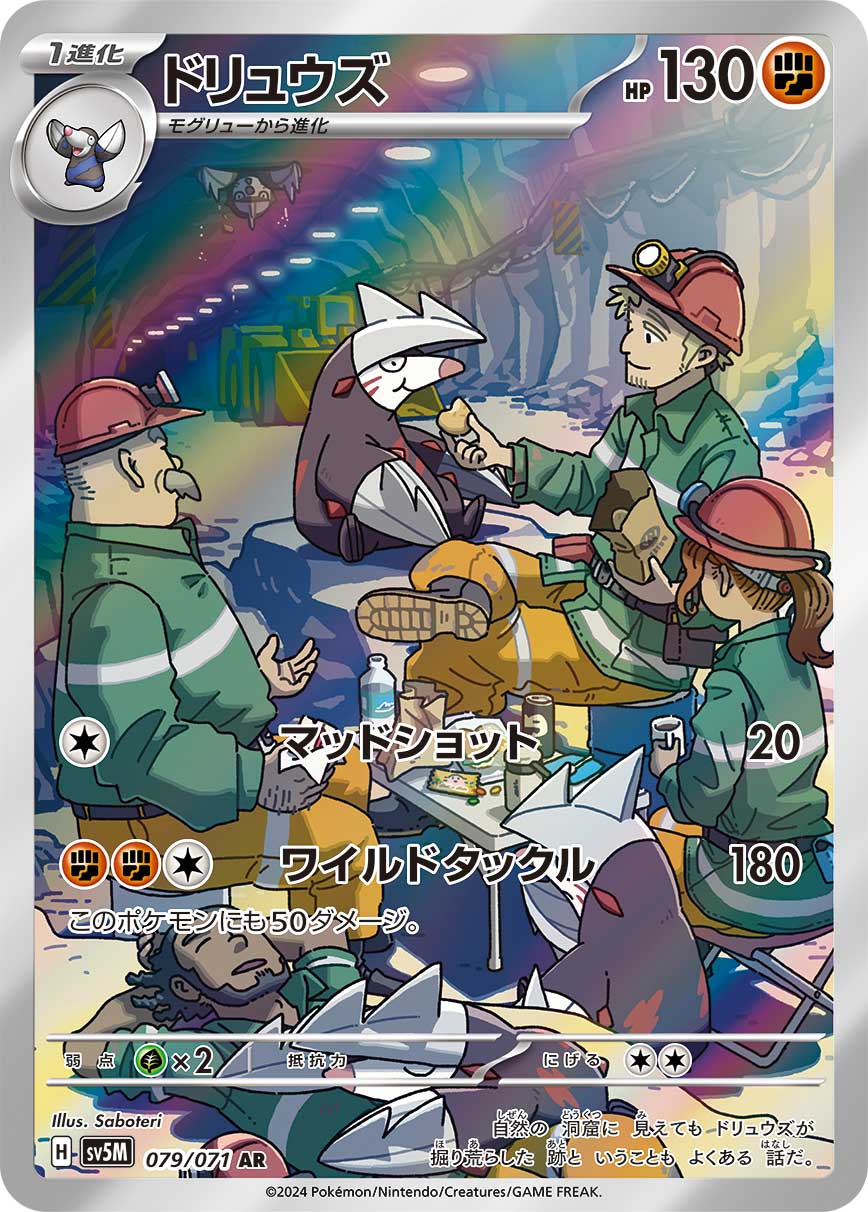 1進化
ドリュウズ
HP 130
モグリューから進化
マッドショット 20
ワイルドタックル 180
このポケモンにも50ダメージ。
弱点 ×2 抵抗力 にげる
Illus. Saboteri
自然の 洞窟に 見えても ドリュウズが
掘り荒らした 跡と いうことも よくある 話だ。
H sv5M 079/071 AR
©2024 Pokémon/Nintendo/Creatures/GAME FREAK.